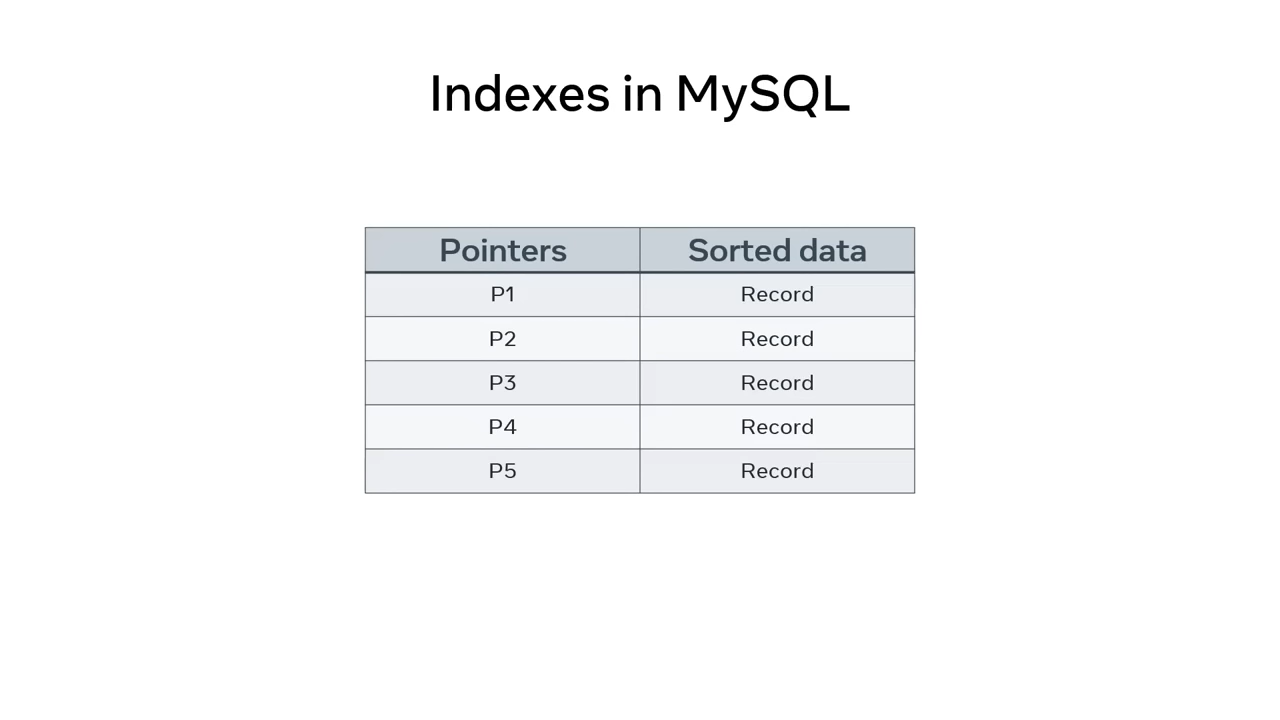 Indexes in MySQL
Pointers Sorted data
P1 Record
P2 Record
P3 Record
P4 Record
P5 Record